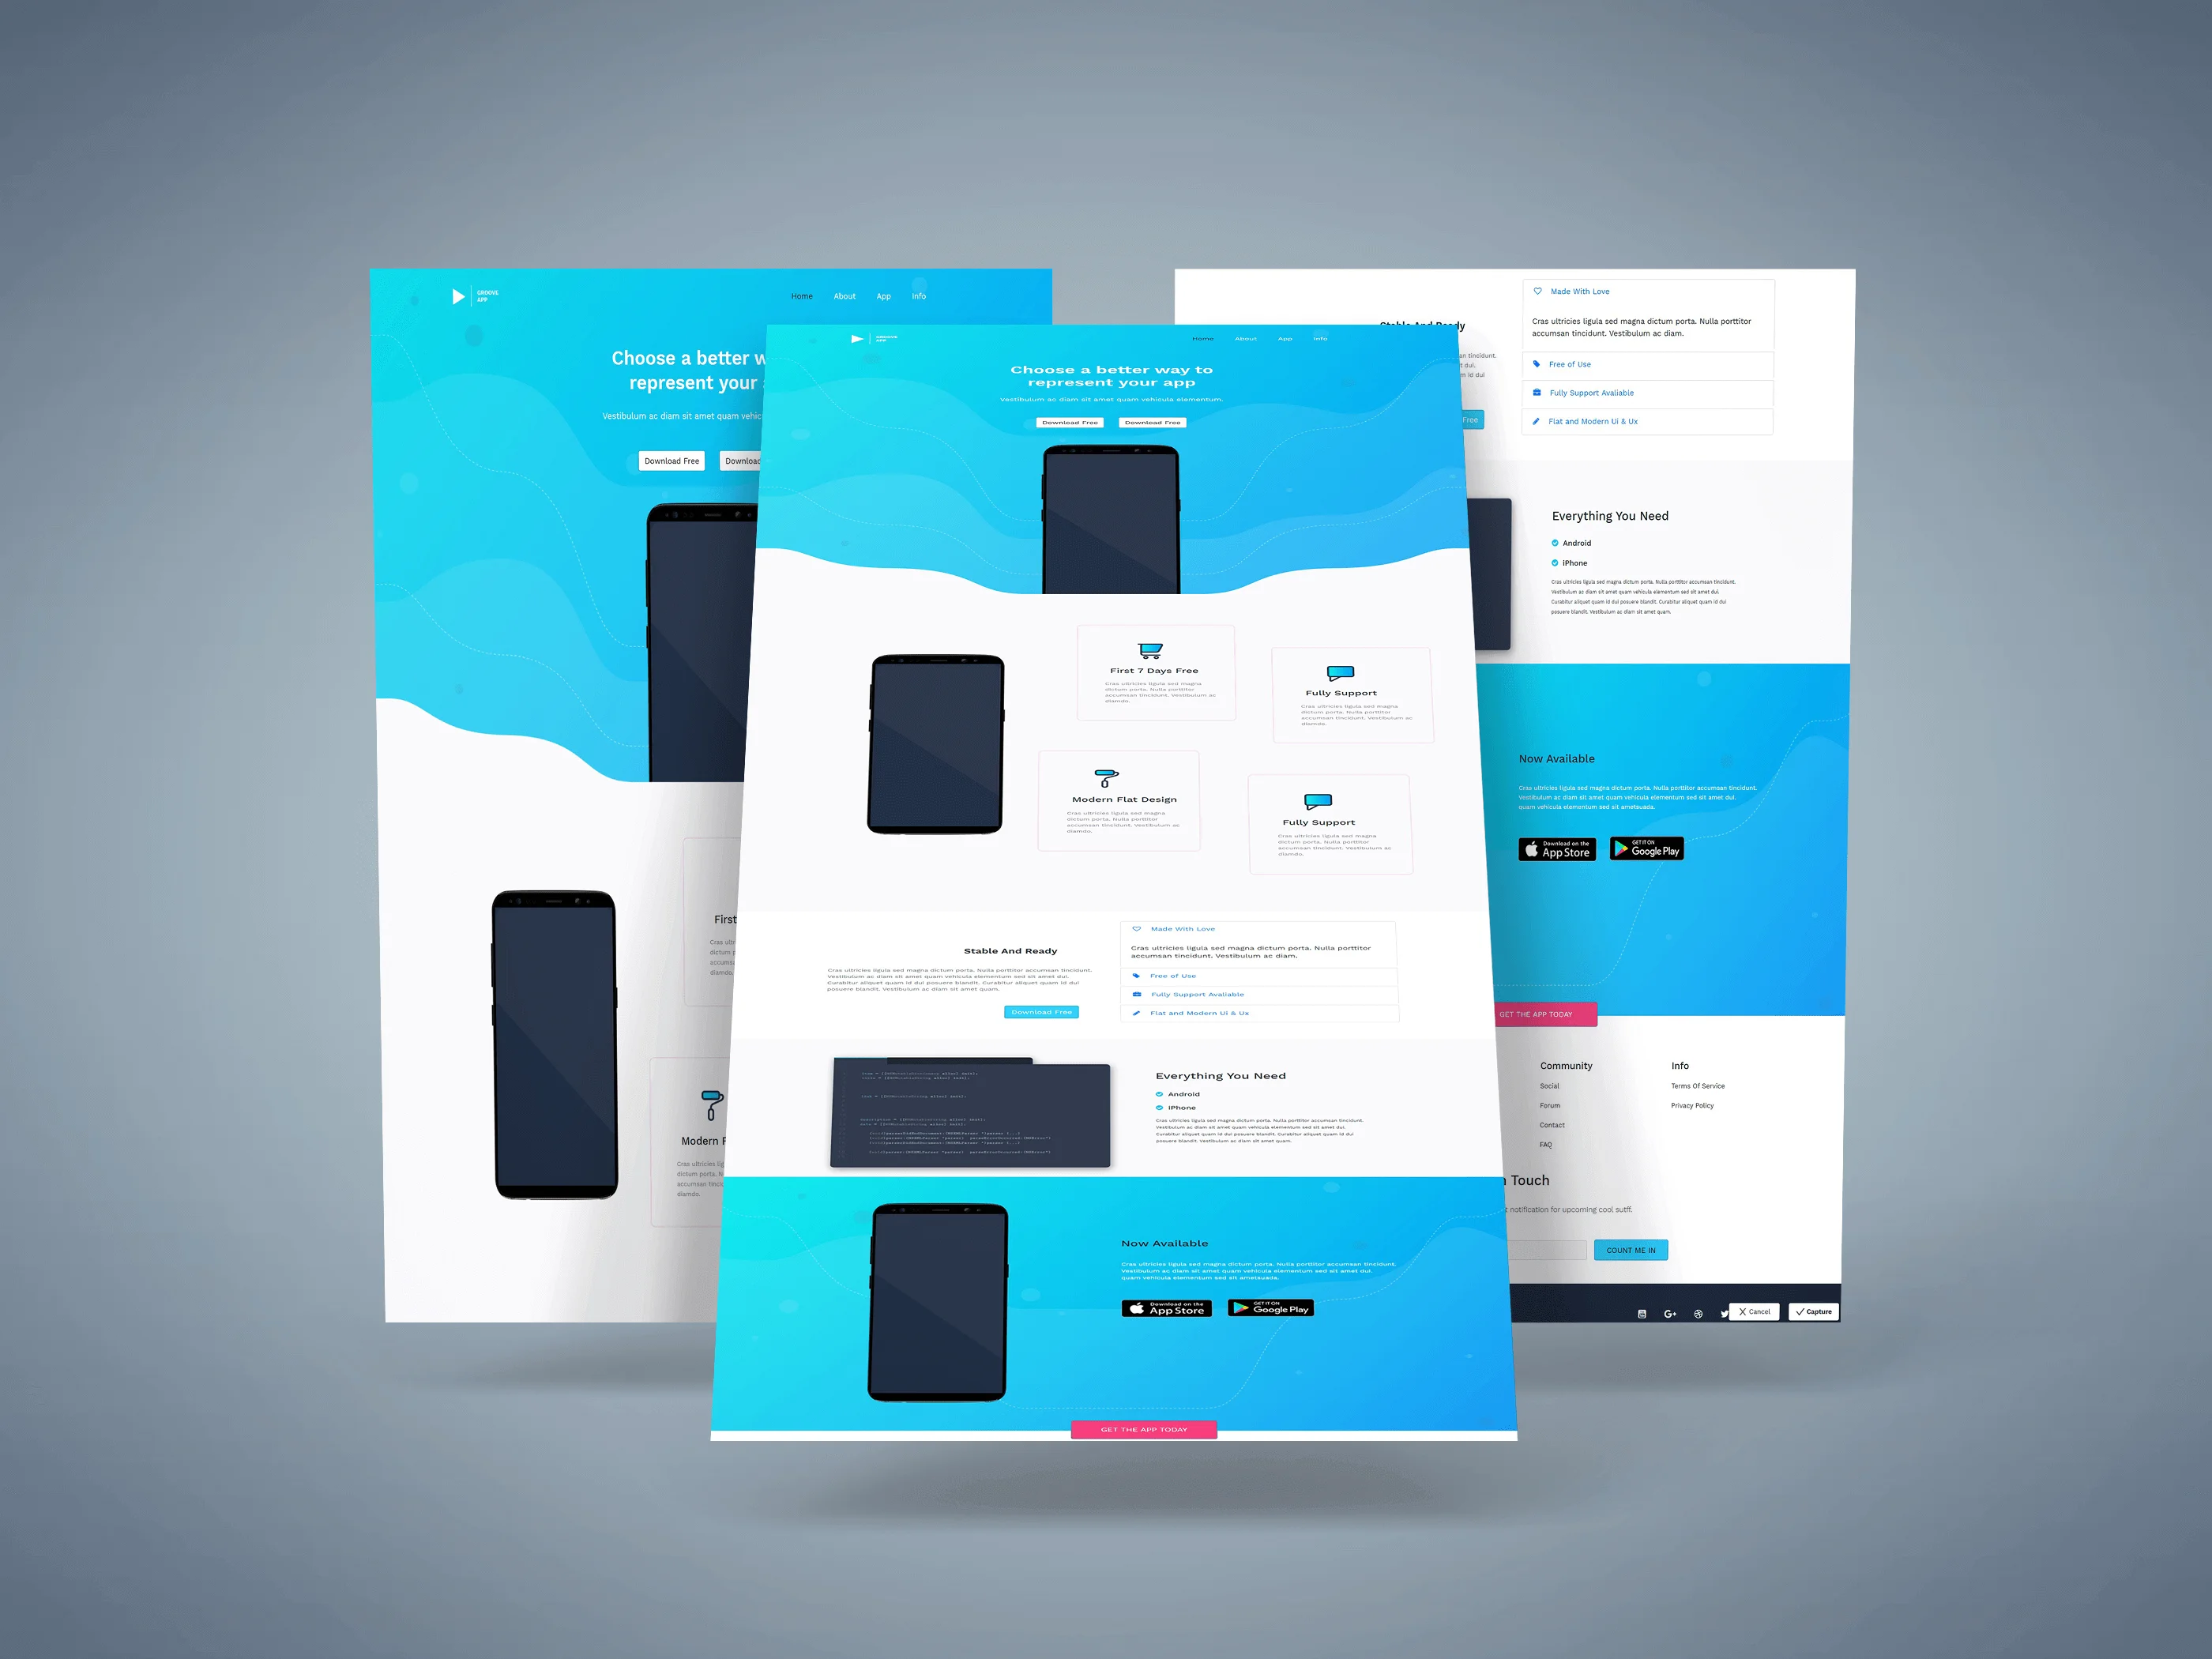 GROOVE
APP
Home About App Info
Choose a better w
represent your
Vestibulum ac diam sit amet quam vehic
Download Free
Download
First
Cras ultri
dictum p
accumsa
diamdo.
Modern F
Cras ultricies lig
dictum porta. N
accumsan tinc
diamdo.
GROOVE
APP
Home About App Info
Choose a better way to
represent your app
Vestibulum ac diam sit amet quam vehicula elementum.
Download Free
Download Free
First 7 Days Free
Cras ultricies ligula sed magna
dictum porta. Nulla porttitor
accumsan tincidunt. Vestibulum ac
diamdo.
Fully Support
Cras ultricies ligula sed magna
dictum porta. Nulla porttitor
accumsan tincidunt. Vestibulum ac
diamdo.
Modern Flat Design
Cras ultricies ligula sed magna
dictum porta. Nulla porttitor
accumsan tincidunt. Vestibulum ac
diamdo.
Fully Support
Cras ultricies ligula sed magna
dictum porta. Nulla porttitor
accumsan tincidunt. Vestibulum ac
diamdo.
Stable And Ready
Cras ultricies ligula sed magna dictum porta. Nulla porttitor accumsan tincidunt.
Vestibulum ac diam sit amet quam vehicula elementum sed sit amet dui.
Curabitur aliquet quam id dui posuere blandit. Curabitur aliquet quam id dui
posuere blandit. Vestibulum ac diam sit amet quam.
Download Free
Made With Love
Cras ultricies ligula sed magna dictum porta. Nulla porttitor
accumsan tincidunt. Vestibulum ac diam.
Free of Use
Fully Support Avaliable
Flat and Modern Ui & Ux
Everything You Need
Android
iPhone
Cras ultricies ligula sed magna dictum porta. Nulla porttitor accumsan tincidunt.
Vestibulum ac diam sit amet quam vehicula elementum sed sit amet dui.
Curabitur aliquet quam id dui posuere blandit. Curabitur aliquet quam id dui
posuere blandit. Vestibulum ac diam sit amet quam.
Now Available
Cras ultricies ligula sed magna dictum porta. Nulla porttitor accumsan tincidunt.
Vestibulum ac diam sit amet quam vehicula elementum sed sit amet dui.
quam vehicula elementum sed sit ametsuada.
Download on the
App Store
GET IT ON
Google Play
GET THE APP TODAY
Stable And Ready
an tincidunt.
t dui.
m id dui
Free
Made With Love
Cras ultricies ligula sed magna dictum porta. Nulla porttitor
accumsan tincidunt. Vestibulum ac diam.
Free of Use
Fully Support Avaliable
Flat and Modern Ui & Ux
Everything You Need
Android
iPhone
Cras ultricies ligula sed magna dictum porta. Nulla porttitor accumsan tincidunt.
Vestibulum ac diam sit amet quam vehicula elementum sed sit amet dui.
Curabitur aliquet quam id dui posuere blandit. Curabitur aliquet quam id dui
posuere blandit. Vestibulum ac diam sit amet quam.
Now Available
Cras ultricies ligula sed magna dictum porta. Nulla porttitor accumsan tincidunt.
Vestibulum ac diam sit amet quam vehicula elementum sed sit amet dui.
quam vehicula elementum sed sit ametsuada.
Download on the
App Store
GET IT ON
Google Play
GET THE APP TODAY
Community
Social
Forum
Contact
FAQ
Info
Terms Of Service
Privacy Policy
n Touch
t notification for upcoming cool sutff.
COUNT ME IN
G+
Cancel
Capture